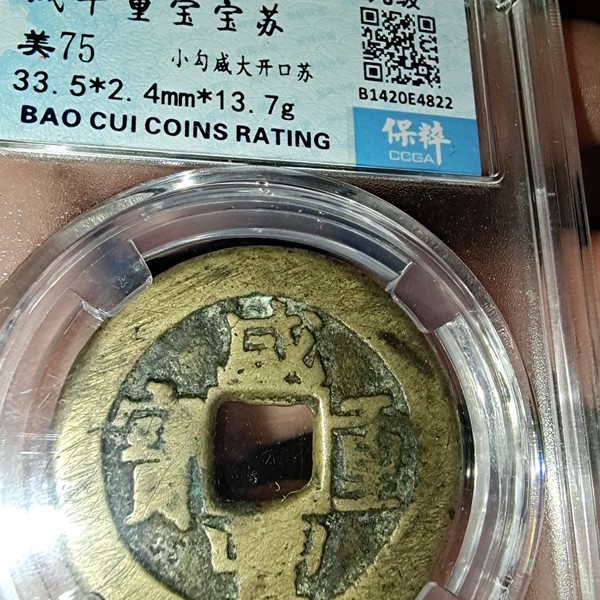 咸丰重宝宝苏
美75
小勾咸大开口苏
33.5*2.4mm*13.7g
B1420E4822
BAO CUI COINS RATING
保粹
CCGA
咸
寶 重